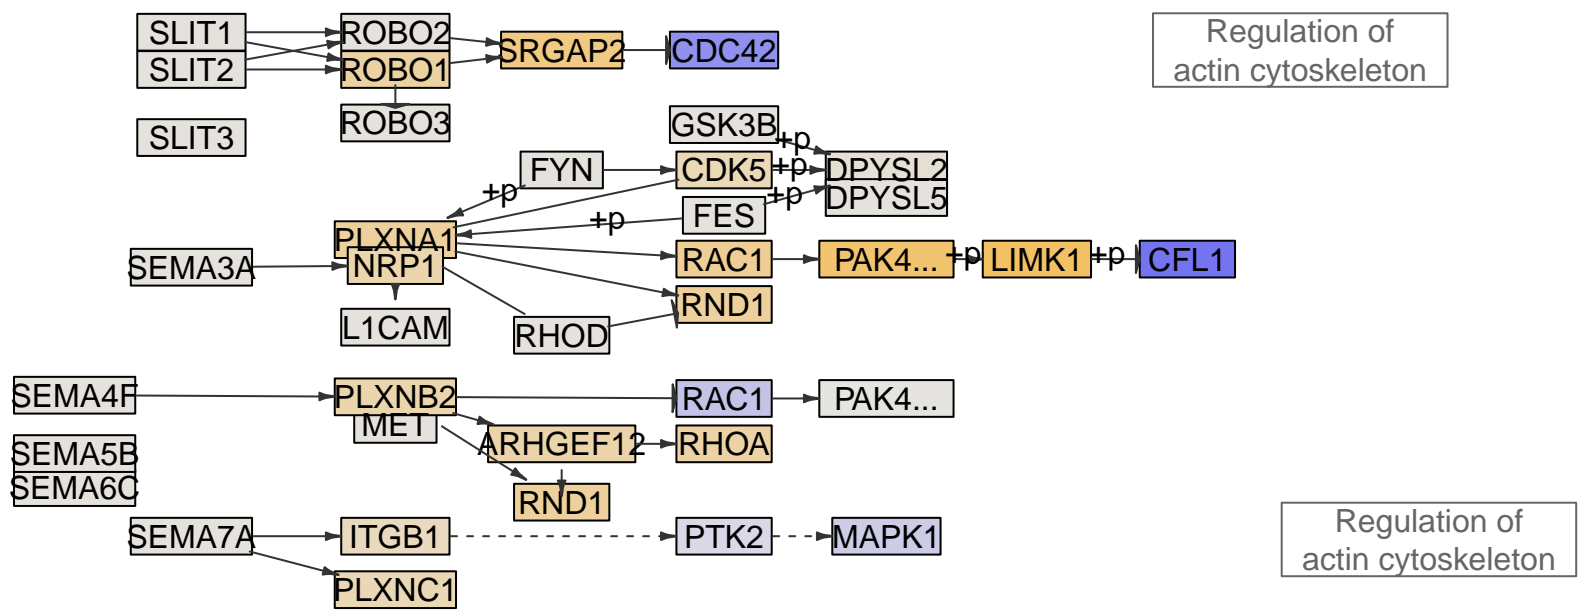 SLIT1
ROBO2
SRGAP2
CDC42
Regulation of
actin cytoskeleton
SLIT2
ROBO1
SLIT3
ROBO3
GSK3B
+p
FYN
CDK5
+p
DPYSL2
+p
FES
+p
DPYSL5
+p
PLXNA1
SEMA3A
NRP1
RAC1
PAK4...
+p
LIMK1
+p
CFL1
RND1
L1CAM
RHOD
SEMA4F
PLXNB2
RAC1
PAK4...
MET
ARHGEF12
RHOA
SEMA5B
SEMA6C
RND1
SEMA7A
ITGB1
PTK2
MAPK1
Regulation of
actin cytoskeleton
PLXNC1